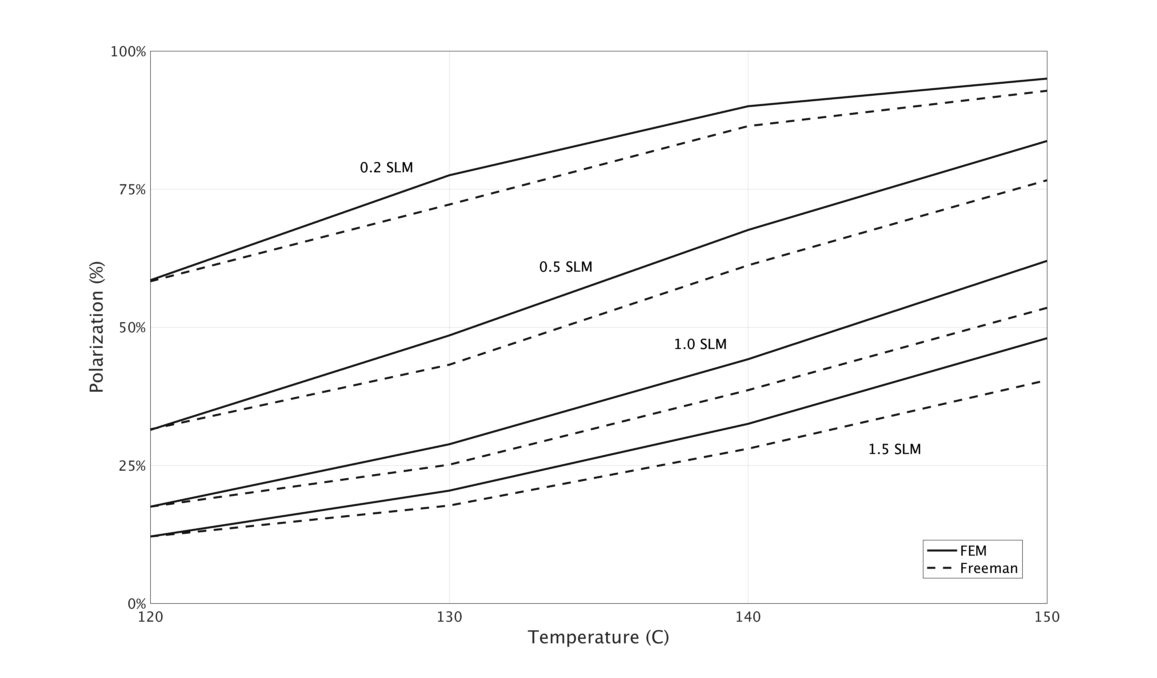 100%
75%
50%
25%
0%
Polarization (%)
0.2 SLM
0.5 SLM
1.0 SLM
1.5 SLM
FEM
Freeman
120 130 140 150
Temperature (C)